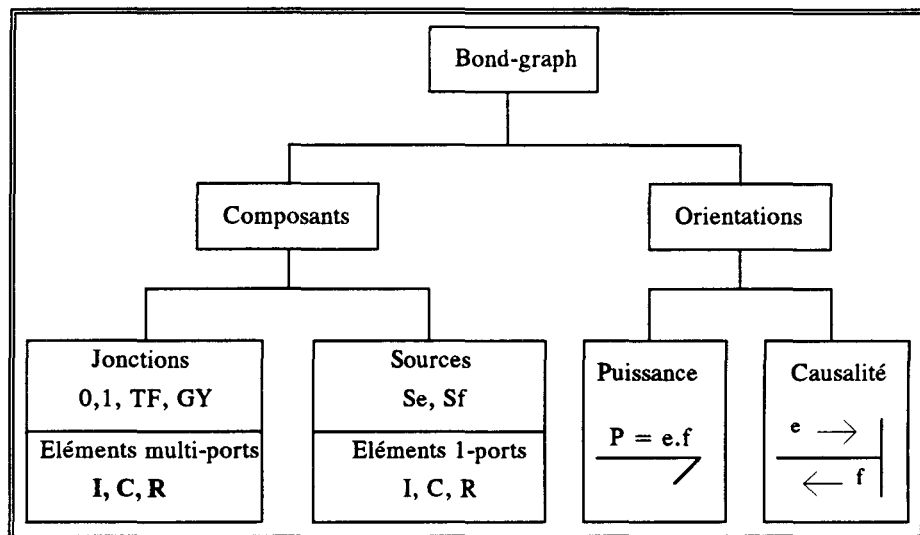 Bond-graph
Composants
Orientations
Jonctions
0,1, TF, GY
Eléments multi-ports
I, C, R
Sources
Se, Sf
Eléments 1-ports
I, C, R
Puissance
P = e.f
Causalité
e →
← f